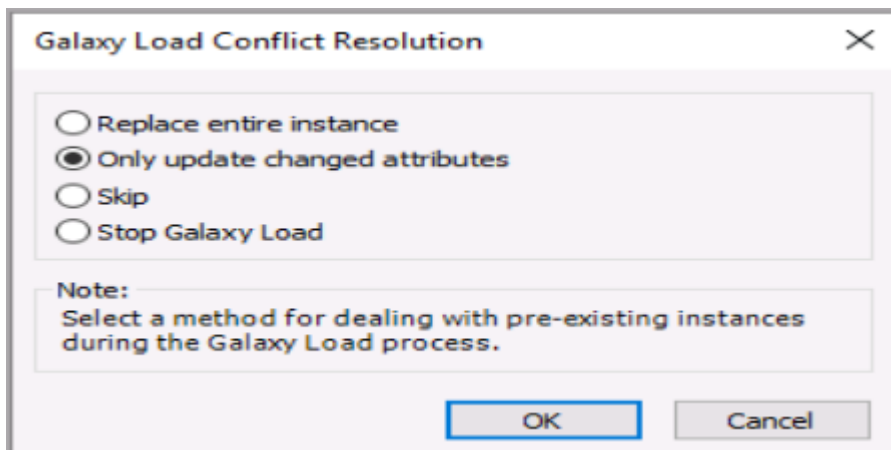 Galaxy Load Conflict Resolution
Replace entire instance
Only update changed attributes
Skip
Stop Galaxy Load
Note:
Select a method for dealing with pre-existing instances
during the Galaxy Load process.
OK
Cancel